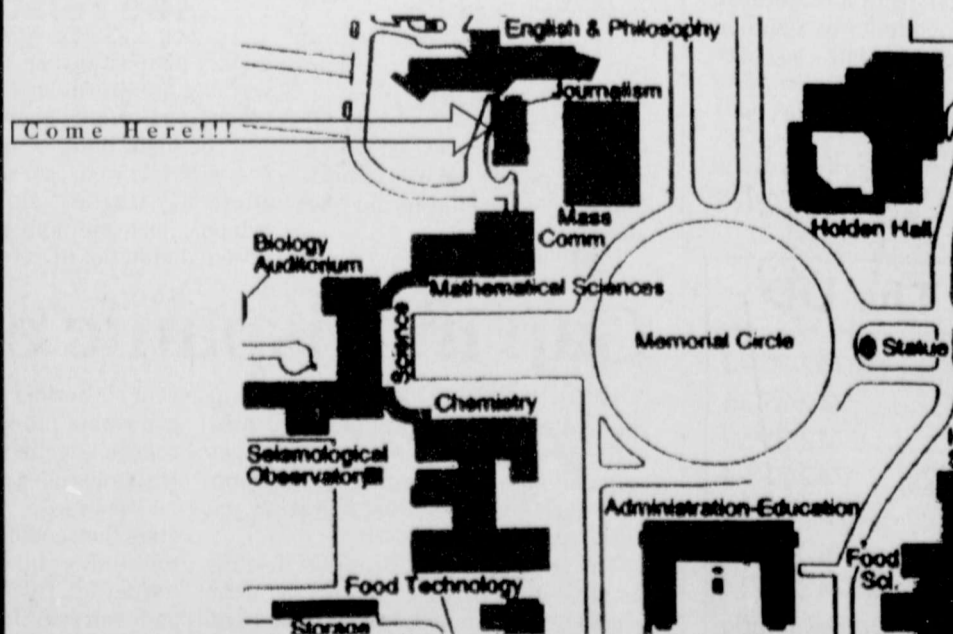 English & Philosophy
Journalism
Come Here!!!
Mass
Comm
Holden Hall
Biology
Auditorium
Mathematical Sciences
Science
Memorial Circle
Statue
Chemistry
Seismological
Observatory
Administration-Education
Food
Sci.
Food Technology
Storage